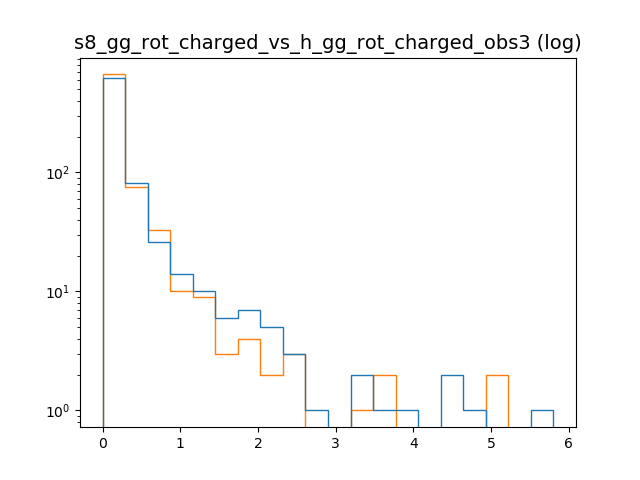 s8_gg_rot_charged_vs_h_gg_rot_charged_obs3 (log)
10²
10¹
10⁰
0 1 2 3 4 5 6